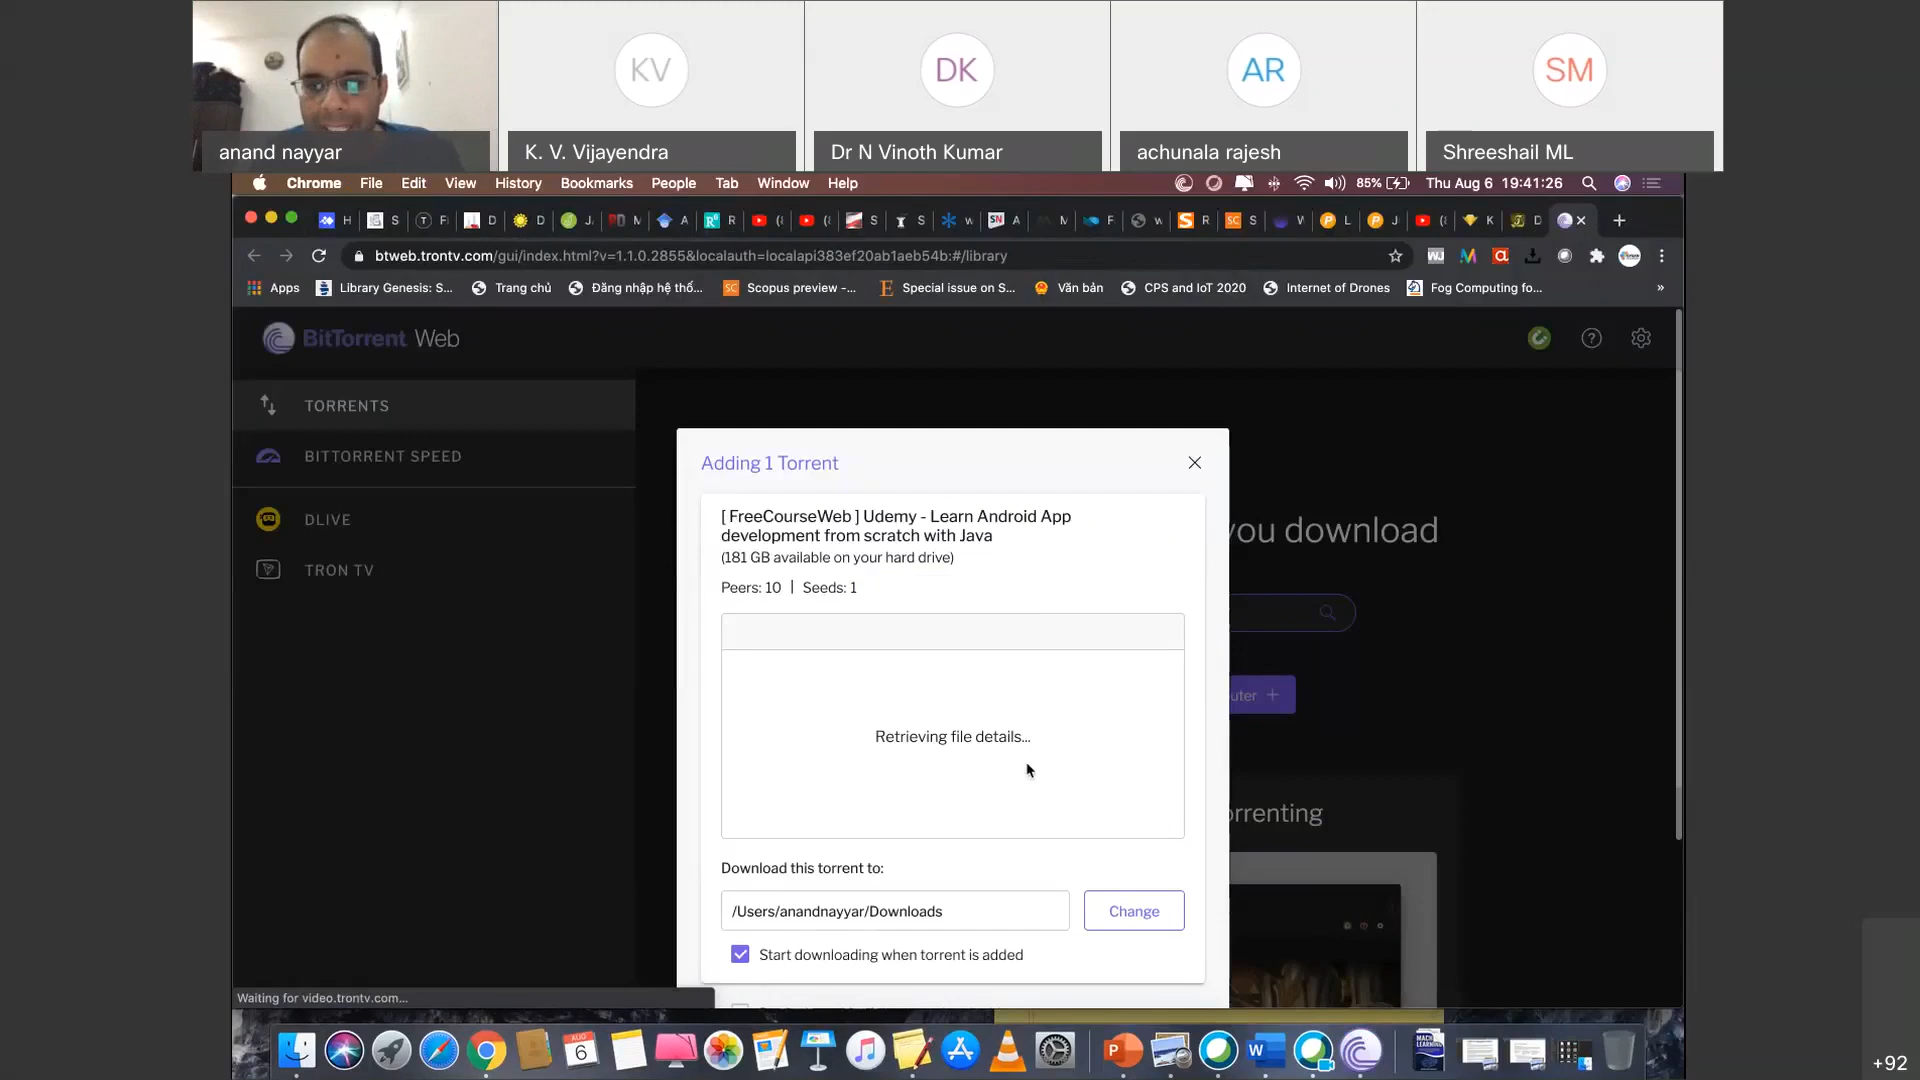 KV
DK
AR
SM
anand nayyar
K. V. Vijayendra
Dr N Vinoth Kumar
achunala rajesh
Shreeshail ML
Chrome File Edit View History Bookmarks People Tab Window Help
85% Thu Aug 6 19:41:26
btweb.trontv.com/gui/index.html?v=1.1.0.2855&localauth=localapi383ef20ab1aeb54b:#/library
Apps Library Genesis: S... Trang chủ Đăng nhập hệ thố... Scopus preview -... Special issue on S... Văn bản CPS and IoT 2020 Internet of Drones Fog Computing fo... »
BitTorrent Web
TORRENTS
BITTORRENT SPEED
DLIVE
TRON TV
Adding 1 Torrent
[ FreeCourseWeb ] Udemy - Learn Android App
development from scratch with Java
(181 GB available on your hard drive)
Peers: 10 | Seeds: 1
you download
uter +
Retrieving file details...
orrenting
Download this torrent to:
/Users/anandnayyar/Downloads
Change
Start downloading when torrent is added
Waiting for video.trontv.com...
AUG
6
+92